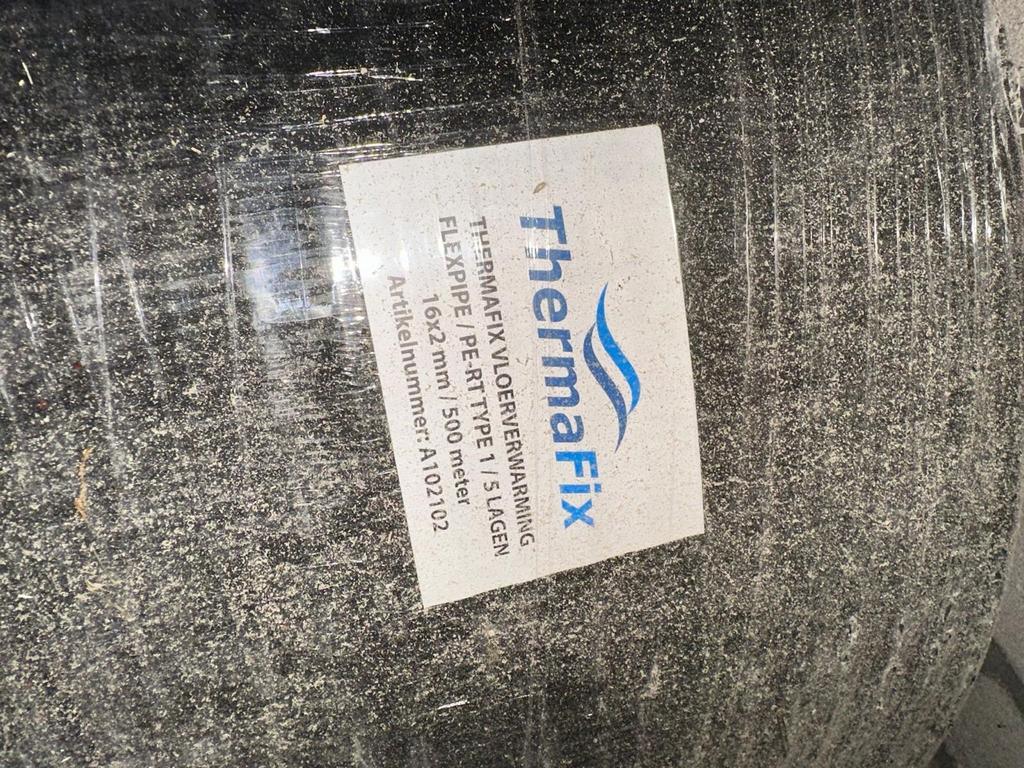 ThermaFix
THERMAFIX VLOERVERWARMING
FLEXPIPE / PE-RT TYPE 1 / 5 LAGEN
16x2 mm / 500 meter
Artikelnummer: A102102